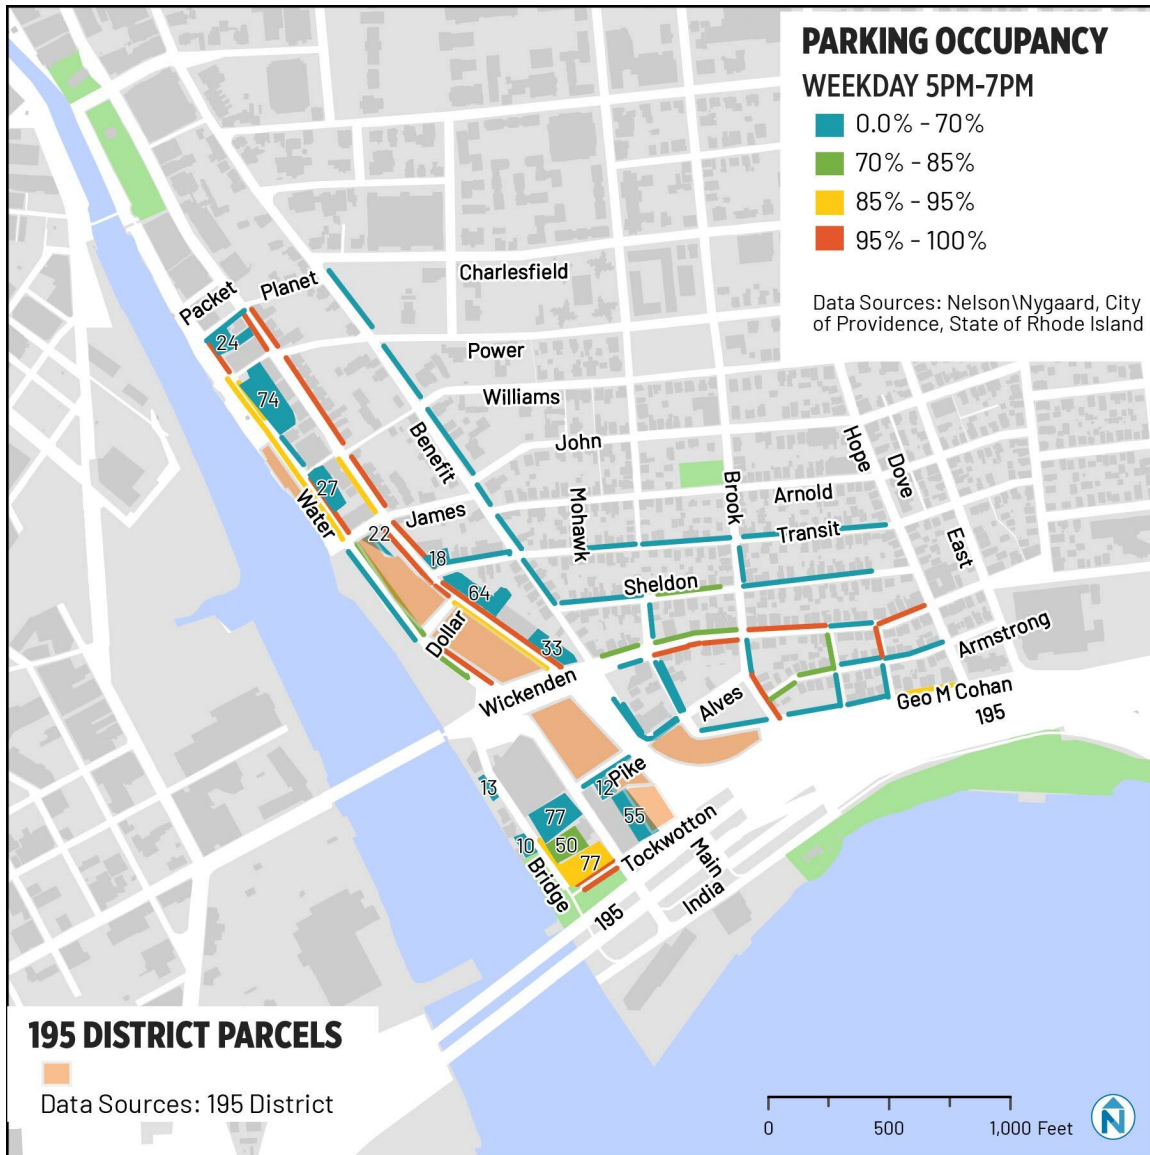 PARKING OCCUPANCY
WEEKDAY 5PM-7PM
0.0% - 70%
70% - 85%
85% - 95%
95% - 100%
Data Sources: Nelson\Nygaard, City
of Providence, State of Rhode Island
Charlesfield
Planet
Packet
24
Power
74
Williams
Benefit
John
Hope
Dove
Brook
Arnold
Mohawk
27
Water
James
22
Transit
East
18
Sheldon
64
Dollar
33
Armstrong
Wickenden
Alves
Geo M Cohan
195
Pike
13
12
77
55
50
10
77
Tockwotton
Bridge
Main
India
195
195 DISTRICT PARCELS
Data Sources: 195 District
0
500
1,000 Feet
N